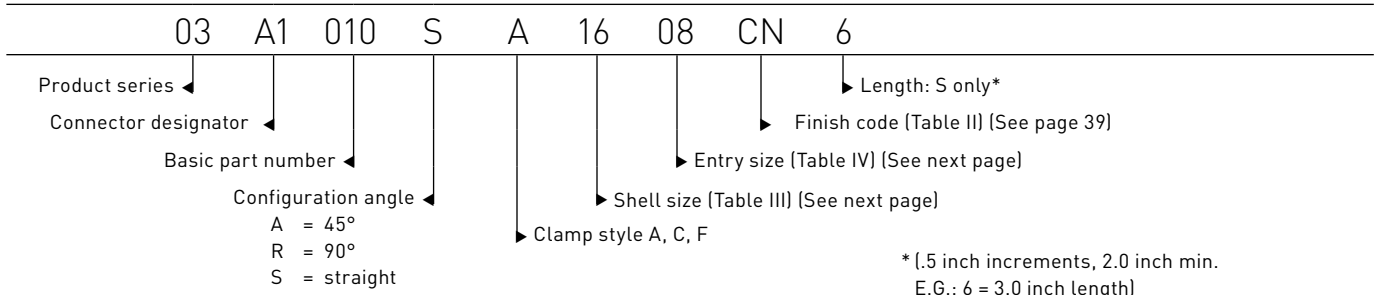 03 A1 010 S A 16 08 CN 6
Product series
Length: S only*
Connector designator
Finish code (Table II) (See page 39)
Basic part number
Entry size (Table IV) (See next page)
Configuration angle
Shell size (Table III) (See next page)
A = 45°
R = 90°
S = straight
Clamp style A, C, F
* (.5 inch increments, 2.0 inch min.
E.G.: 6 = 3.0 inch length)